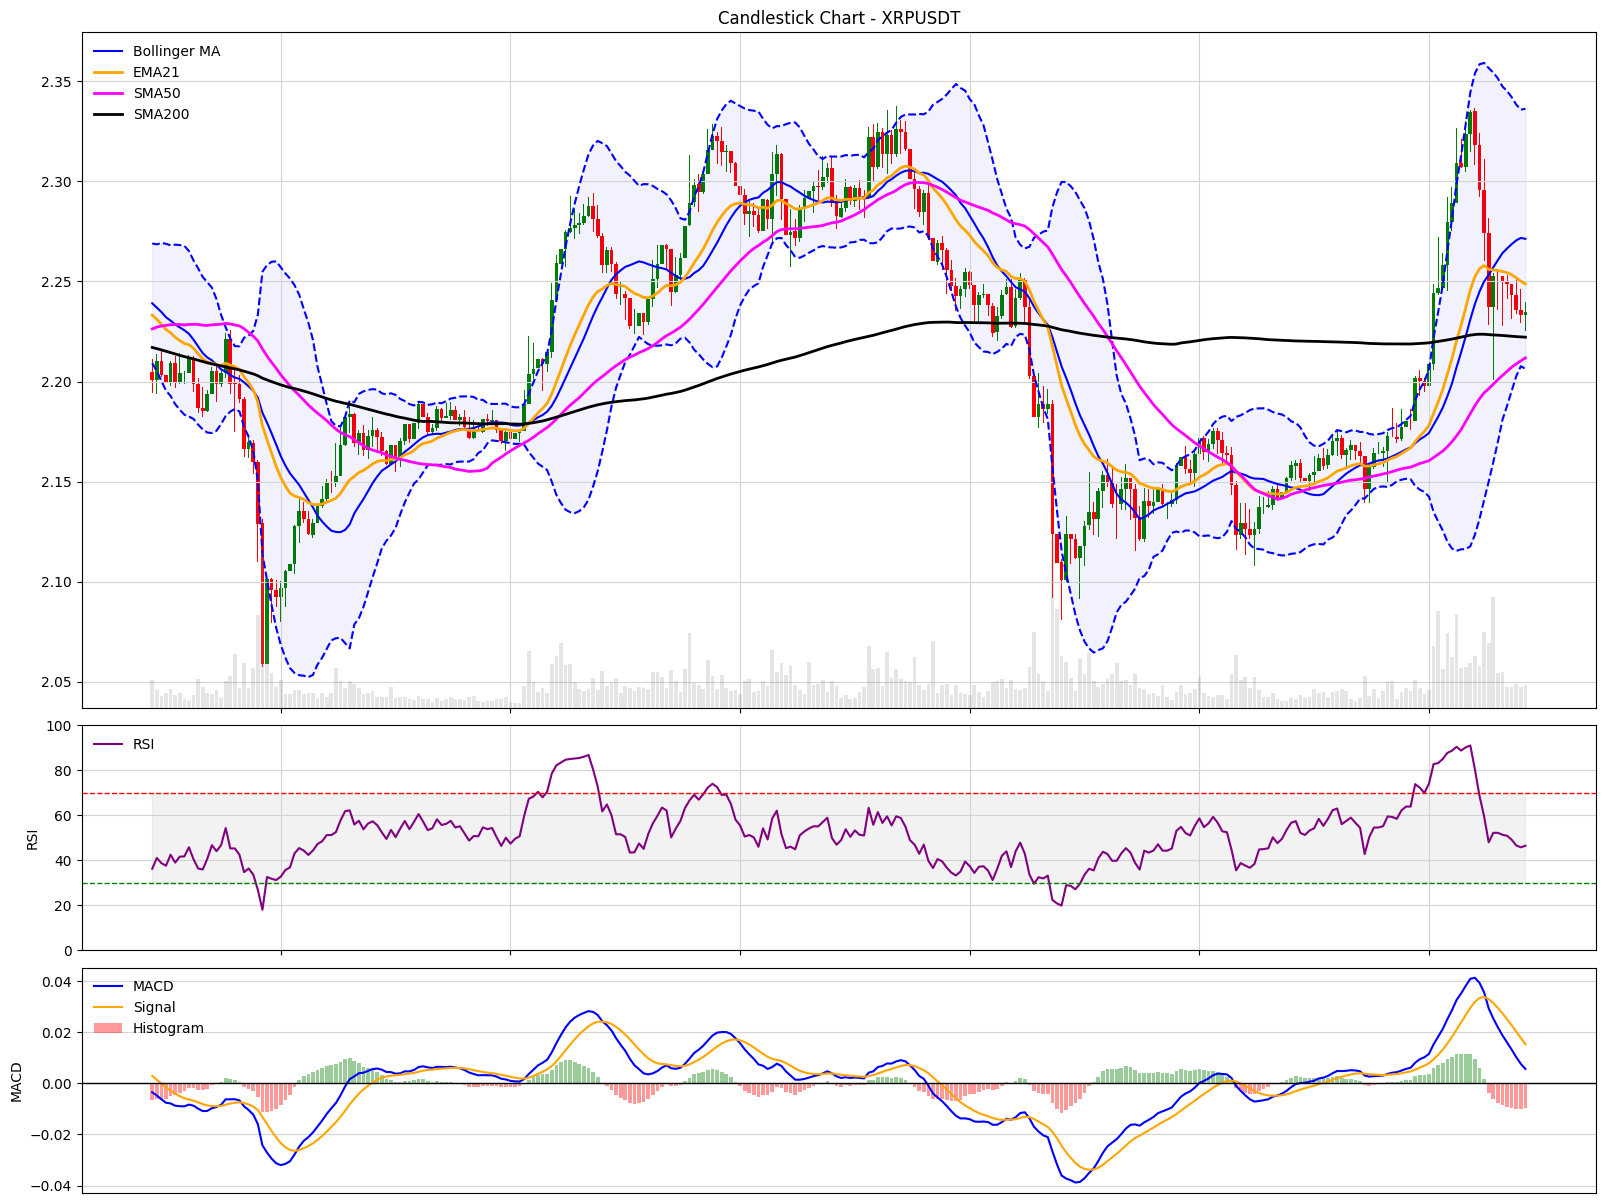 Candlestick Chart - XRPUSDT
Bollinger MA
EMA21
SMA50
SMA200
2.35
2.30
2.25
2.20
2.15
2.10
2.05
RSI
RSI
100
80
60
40
20
0
MACD
Signal
Histogram
MACD
0.04
0.02
0.00
−0.02
−0.04